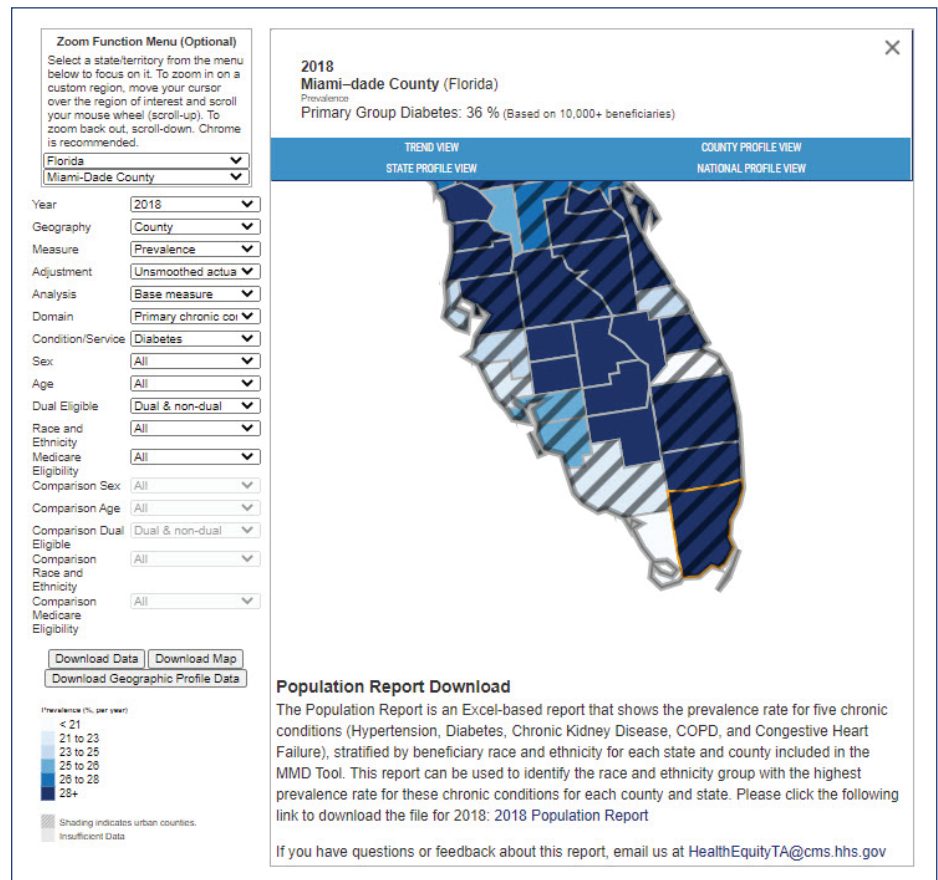 Zoom Function Menu (Optional)
Select a state/territory from the menu
below to focus on it. To zoom in on a
custom region, move your cursor
over the region of interest and scroll
your mouse wheel (scroll-up). To
zoom back out, scroll-down. Chrome
is recommended.
Florida
Miami-Dade County
Year 2018
Geography County
Measure Prevalence
Adjustment Unsmoothed actua
Analysis Base measure
Domain Primary chronic cor
Condition/Service Diabetes
Sex All
Age All
Dual Eligible Dual & non-dual
Race and All
Ethnicity
Medicare All
Eligibility
Comparison Sex All
Comparison Age All
Comparison Dual Dual & non-dual
Eligible
Comparison All
Race and
Ethnicity
Comparison All
Medicare
Eligibility
Download Data Download Map
Download Geographic Profile Data
Prevalence (%, per year)
< 21
21 to 23
23 to 25
25 to 26
26 to 28
28+
Shading indicates urban counties.
Insufficient Data
2018
Miami–dade County (Florida)
Prevalence
Primary Group Diabetes: 36 % (Based on 10,000+ beneficiaries)
TREND VIEW COUNTY PROFILE VIEW
STATE PROFILE VIEW NATIONAL PROFILE VIEW
Population Report Download
The Population Report is an Excel-based report that shows the prevalence rate for five chronic
conditions (Hypertension, Diabetes, Chronic Kidney Disease, COPD, and Congestive Heart
Failure), stratified by beneficiary race and ethnicity for each state and county included in the
MMD Tool. This report can be used to identify the race and ethnicity group with the highest
prevalence rate for these chronic conditions for each county and state. Please click the following
link to download the file for 2018: 2018 Population Report
If you have questions or feedback about this report, email us at HealthEquityTA@cms.hhs.gov